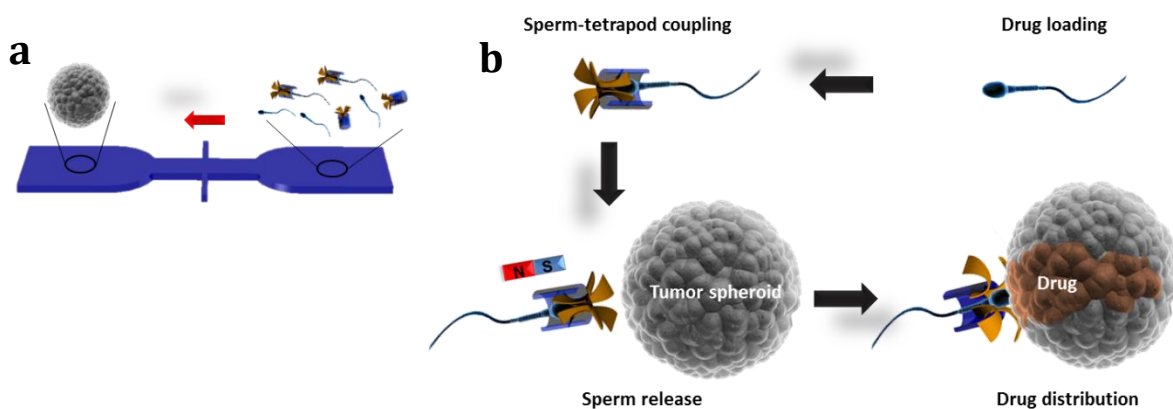 a
b
Sperm-tetrapod coupling
Drug loading
N S
Tumor spheroid
Drug
Sperm release
Drug distribution